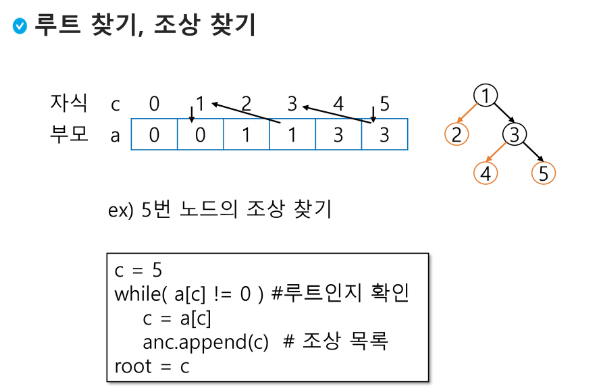 루트 찾기, 조상 찾기
자식 c 0 1 2 3 4 5
부모 a 0 0 1 1 3 3
1
2 3
4 5
ex) 5번 노드의 조상 찾기
c = 5
while( a[c] != 0 ) #루트인지 확인
c = a[c]
anc.append(c) # 조상 목록
root = c